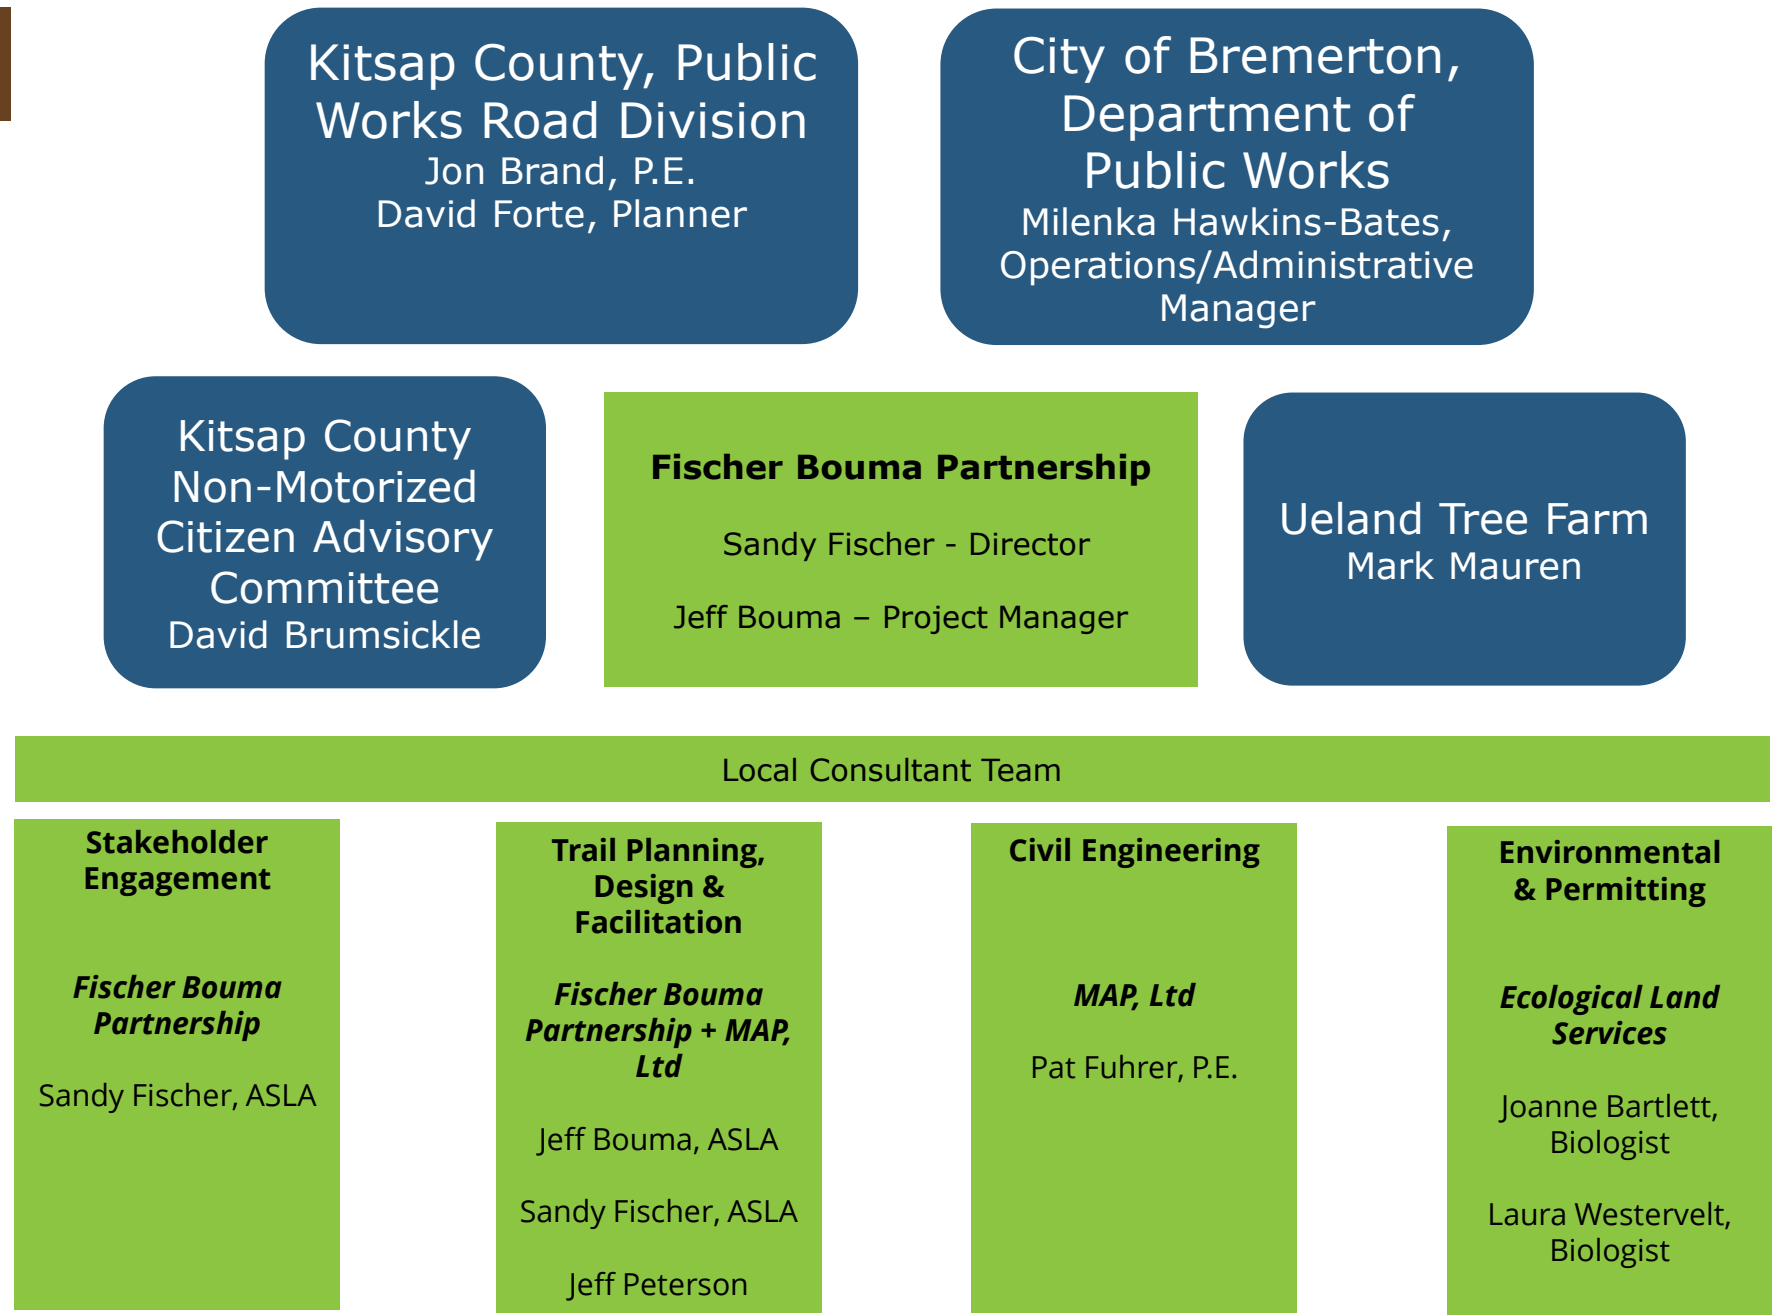 Kitsap County, Public
Works Road Division
Jon Brand, P.E.
David Forte, Planner
City of Bremerton,
Department of
Public Works
Milenka Hawkins-Bates,
Operations/Administrative
Manager
Kitsap County
Non-Motorized
Citizen Advisory
Committee
David Brumsickle
Fischer Bouma Partnership
Sandy Fischer - Director
Jeff Bouma – Project Manager
Ueland Tree Farm
Mark Mauren
Local Consultant Team
Stakeholder
Engagement
Fischer Bouma
Partnership
Sandy Fischer, ASLA
Trail Planning,
Design &
Facilitation
Fischer Bouma
Partnership + MAP,
Ltd
Jeff Bouma, ASLA
Sandy Fischer, ASLA
Jeff Peterson
Civil Engineering
MAP, Ltd
Pat Fuhrer, P.E.
Environmental
& Permitting
Ecological Land
Services
Joanne Bartlett,
Biologist
Laura Westervelt,
Biologist